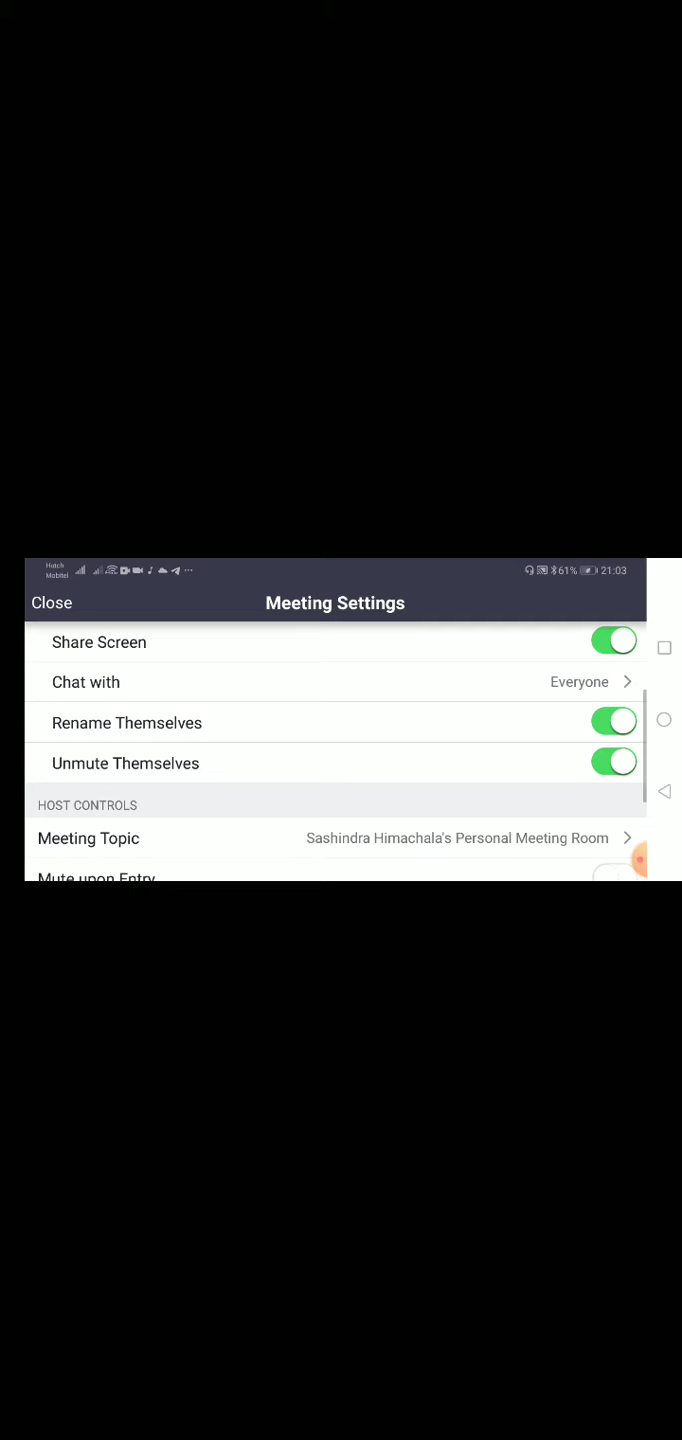 Hutch
Mobitel
61% 21:03
Close
Meeting Settings
Share Screen
Chat with Everyone
Rename Themselves
Unmute Themselves
HOST CONTROLS
Meeting Topic Sashindra Himachala's Personal Meeting Room
Mute upon Entry